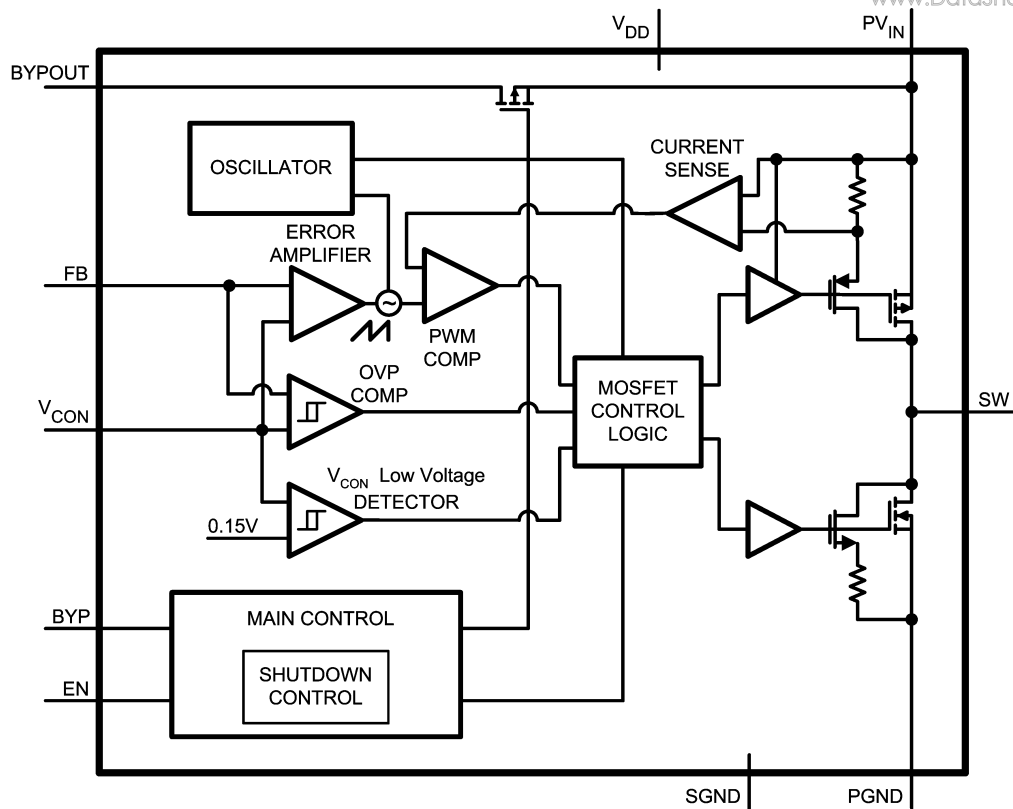 V_DD
PV_IN
BYPOUT
OSCILLATOR
CURRENT
SENSE
ERROR
AMPLIFIER
FB
~
PWM
COMP
OVP
COMP
V_CON
MOSFET
CONTROL
LOGIC
SW
V_CON Low Voltage
DETECTOR
0.15V
BYP
MAIN CONTROL
SHUTDOWN
CONTROL
EN
SGND
PGND